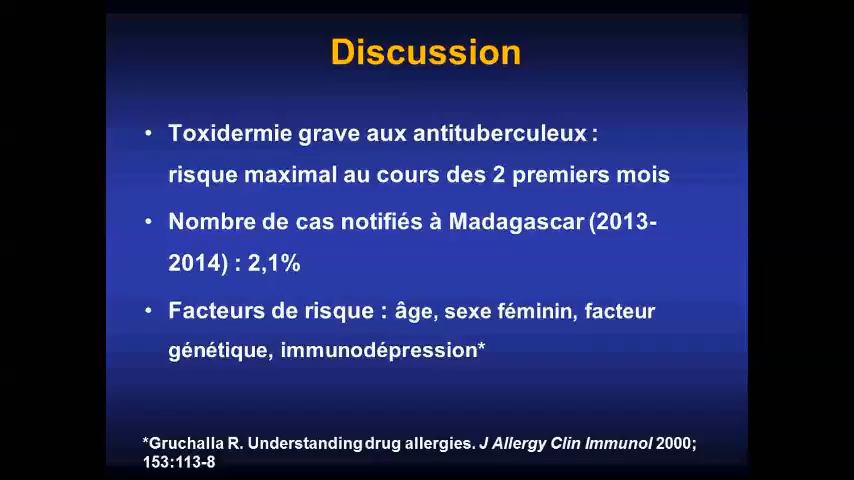 Discussion
• Toxidermie grave aux antituberculeux :
risque maximal au cours des 2 premiers mois
• Nombre de cas notifiés à Madagascar (2013-
2014) : 2,1%
• Facteurs de risque : âge, sexe féminin, facteur
génétique, immunodépression*
*Gruchalla R. Understanding drug allergies. J Allergy Clin Immunol 2000;
153:113-8